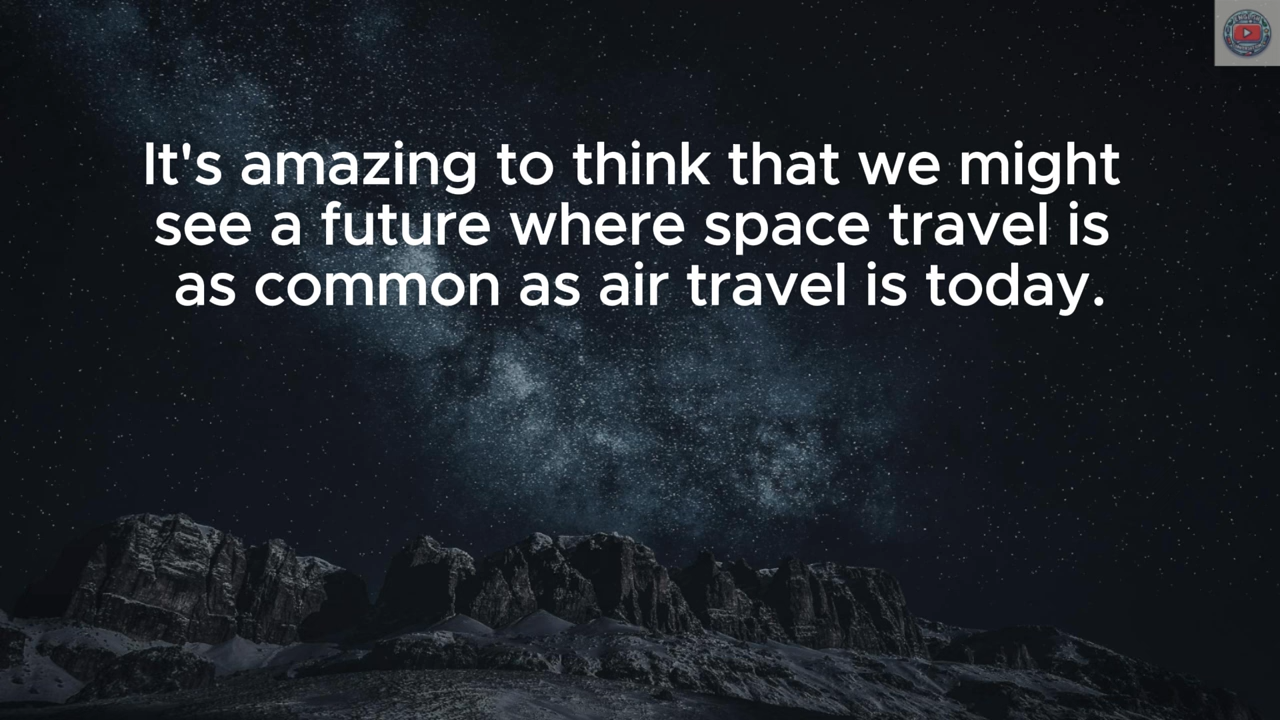 It's amazing to think that we might
see a future where space travel is
as common as air travel is today.